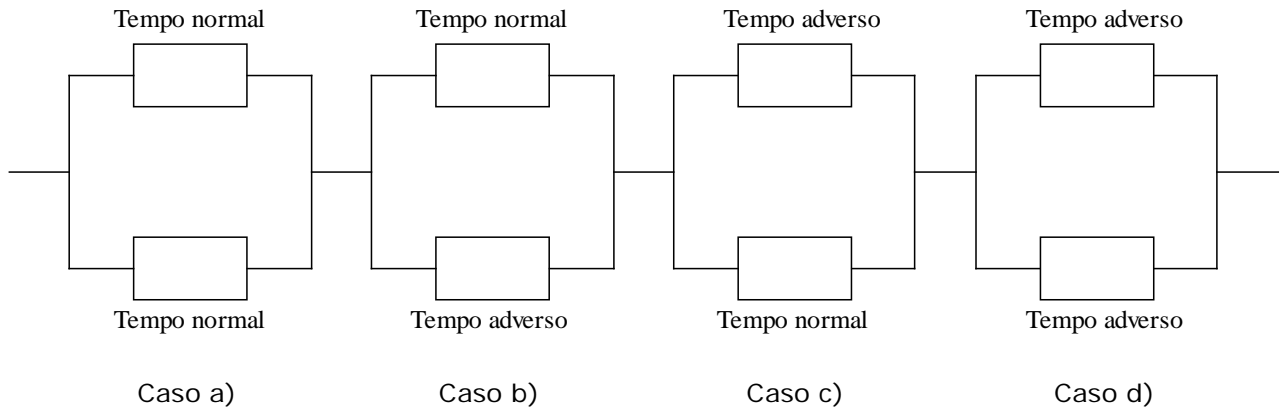 Tempo normal Tempo normal Tempo adverso Tempo adverso
Tempo normal Tempo adverso Tempo normal Tempo adverso
Caso a) Caso b) Caso c) Caso d)